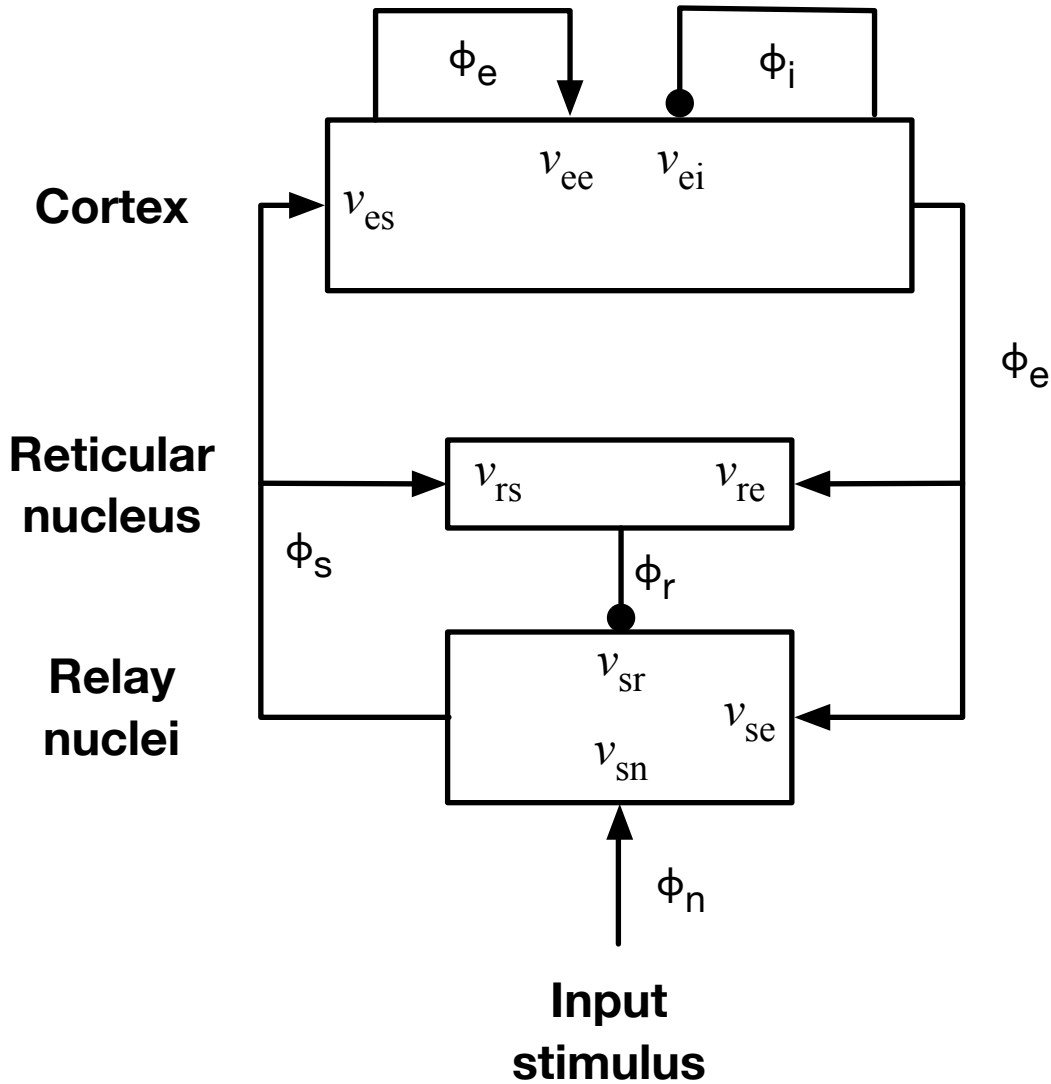 ϕe
ϕi
vee
vei
Cortex
ves
ϕe
Reticular
nucleus
vrs
vre
ϕs
ϕr
Relay
nuclei
vsr
vse
vsn
ϕn
Input
stimulus